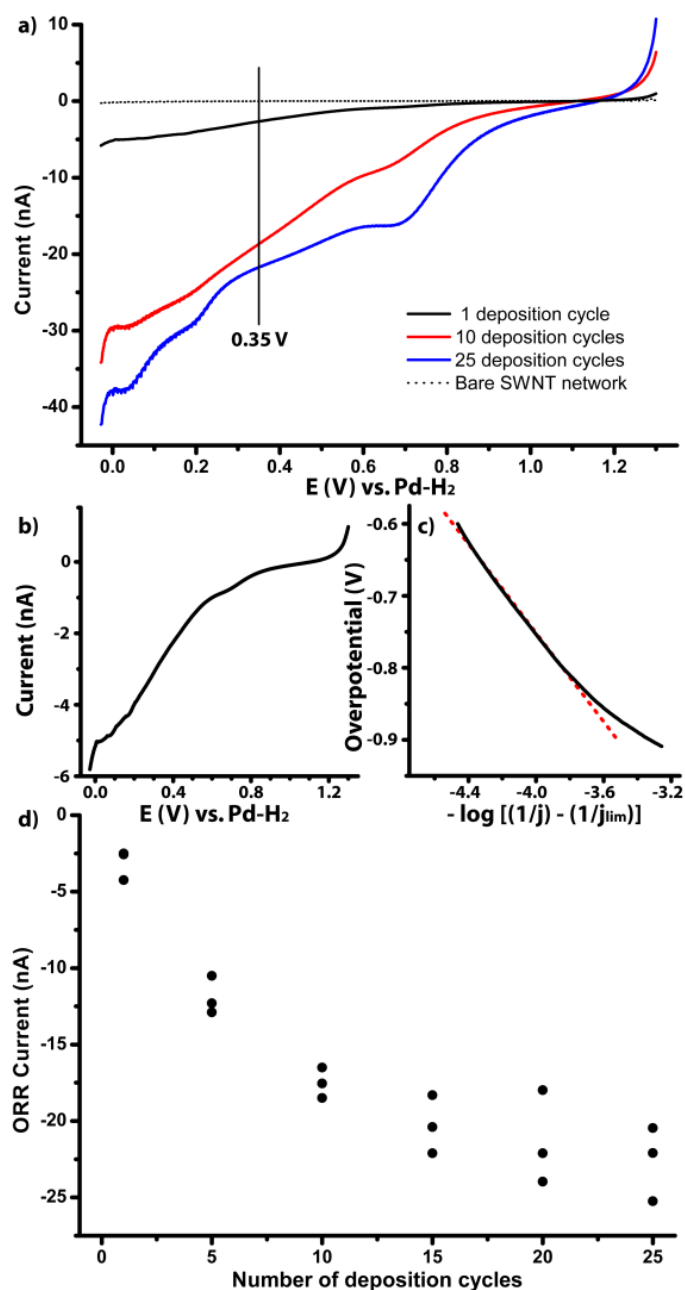 a)
10
0
-10
-20
-30
-40
Current (nA)
0.35 V
1 deposition cycle
10 deposition cycles
25 deposition cycles
Bare SWNT network
0.0 0.2 0.4 0.6 0.8 1.0 1.2
E (V) vs. Pd-H₂
b)
0
-2
-4
-6
Current (nA)
0.0 0.4 0.8 1.2
E (V) vs. Pd-H₂
c)
-0.6
-0.7
-0.8
-0.9
Overpotential (V)
-4.4 -4.0 -3.6 -3.2
- log [(1/j) - (1/jlim)]
d)
0
-5
-10
-15
-20
-25
ORR Current (nA)
0 5 10 15 20 25
Number of deposition cycles